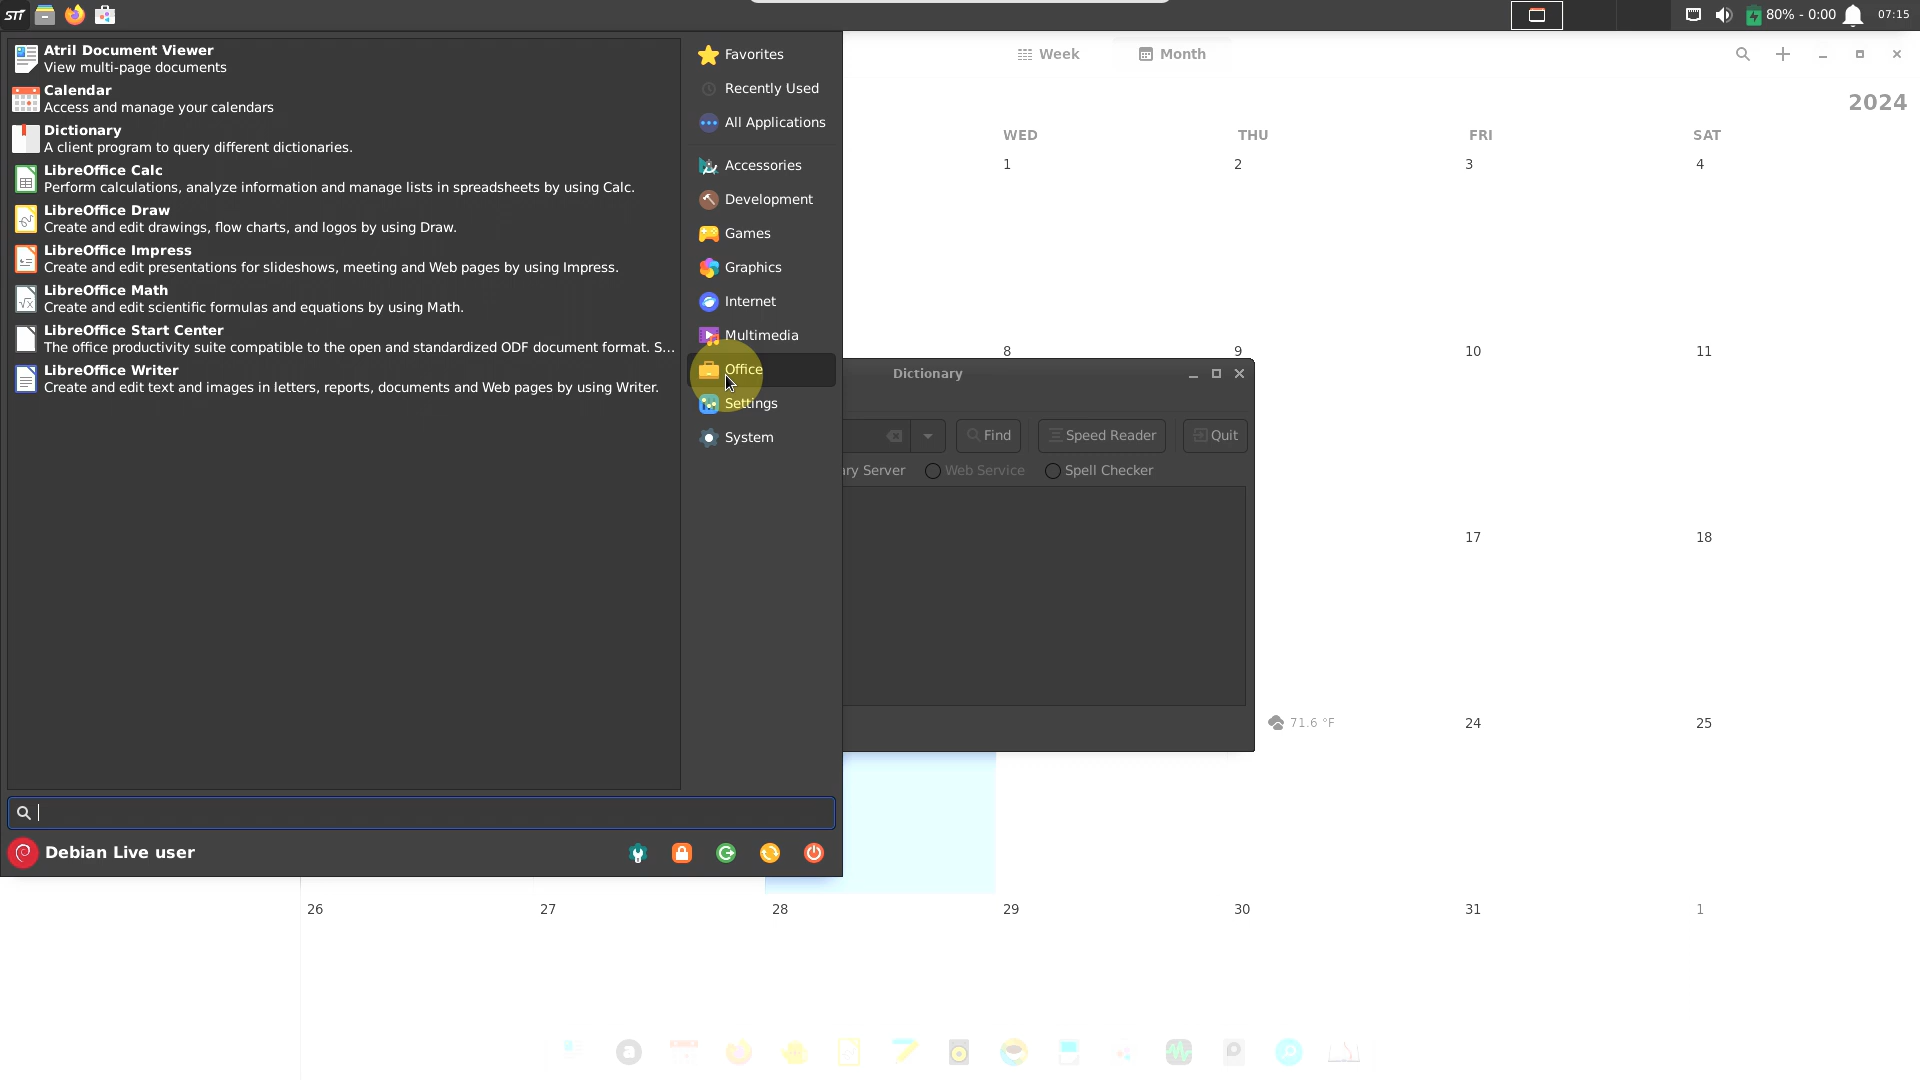 80% - 0:00
07:15
Atril Document Viewer
View multi-page documents
Calendar
Access and manage your calendars
Dictionary
A client program to query different dictionaries.
LibreOffice Calc
Perform calculations, analyze information and manage lists in spreadsheets by using Calc.
LibreOffice Draw
Create and edit drawings, flow charts, and logos by using Draw.
LibreOffice Impress
Create and edit presentations for slideshows, meeting and Web pages by using Impress.
LibreOffice Math
Create and edit scientific formulas and equations by using Math.
LibreOffice Start Center
The office productivity suite compatible to the open and standardized ODF document format. S...
LibreOffice Writer
Create and edit text and images in letters, reports, documents and Web pages by using Writer.
Favorites
Recently Used
All Applications
Accessories
Development
Games
Graphics
Internet
Multimedia
Office
Settings
System
Debian Live user
Week
Month
2024
WED THU FRI SAT
1 2 3 4
8 9 10 11
Dictionary
Find
Speed Reader
Quit
ary Server
Web Service
Spell Checker
17 18
71.6 °F
24 25
26 27 28 29 30 31 1